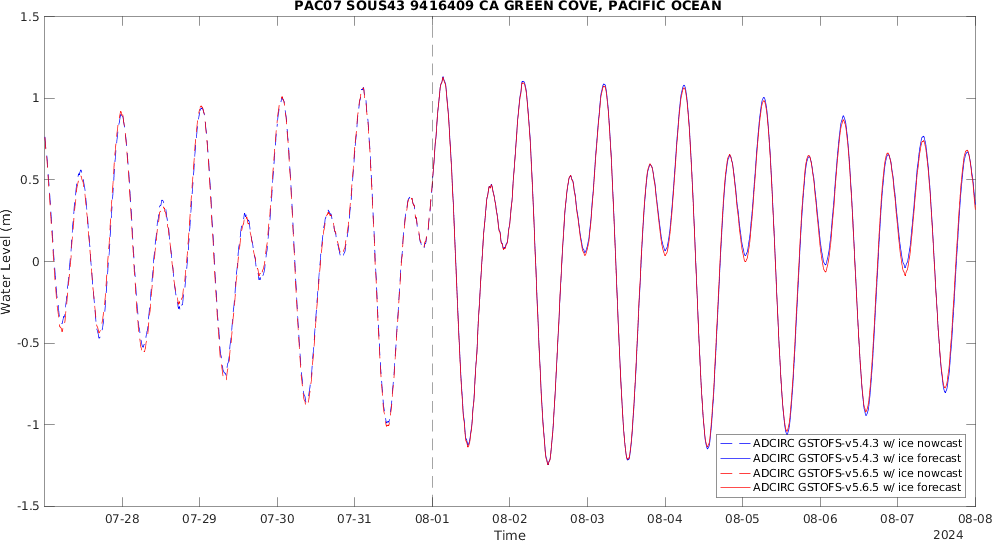 PAC07 SOUS43 9416409 CA GREEN COVE, PACIFIC OCEAN
1.5
1
0.5
0
-0.5
-1
-1.5
Water Level (m)
07-28 07-29 07-30 07-31 08-01 08-02 08-03 08-04 08-05 08-06 08-07 08-08
Time
2024
ADCIRC GSTOFS-v5.4.3 w/ ice nowcast
ADCIRC GSTOFS-v5.4.3 w/ ice forecast
ADCIRC GSTOFS-v5.6.5 w/ ice nowcast
ADCIRC GSTOFS-v5.6.5 w/ ice forecast